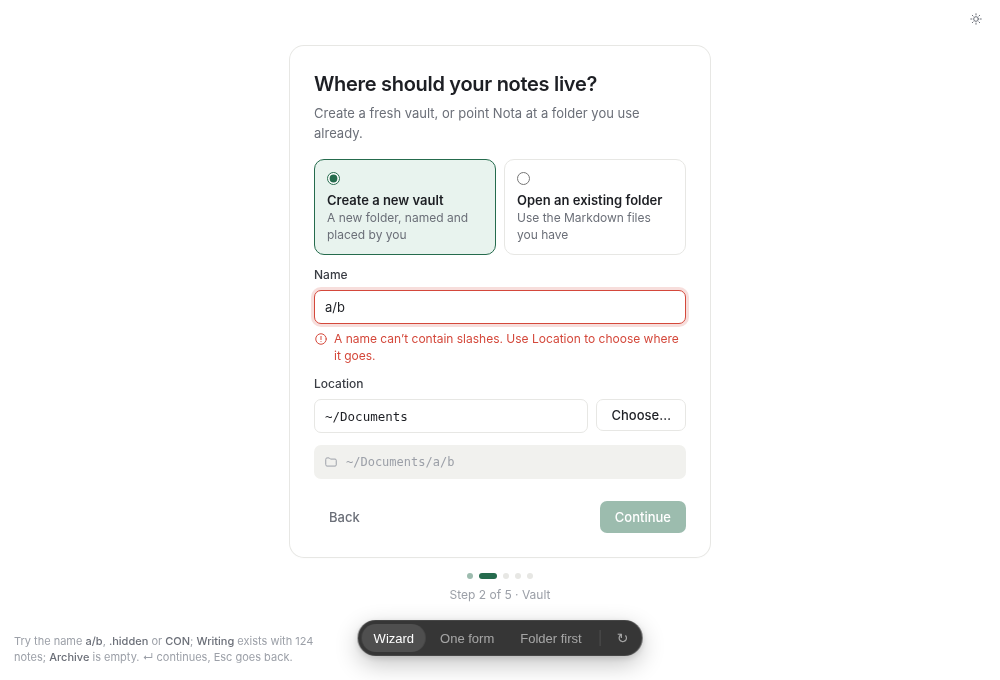 Where should your notes live?
Create a fresh vault, or point Nota at a folder you use
already.
Create a new vault
A new folder, named and
placed by you
Open an existing folder
Use the Markdown files
you have
Name
a/b
A name can't contain slashes. Use Location to choose where
it goes.
Location
~/Documents
Choose…
~/Documents/a/b
Back
Continue
Step 2 of 5 · Vault
Try the name a/b, .hidden or CON; Writing exists with 124
notes; Archive is empty. ↵ continues, Esc goes back.
Wizard
One form
Folder first
↻